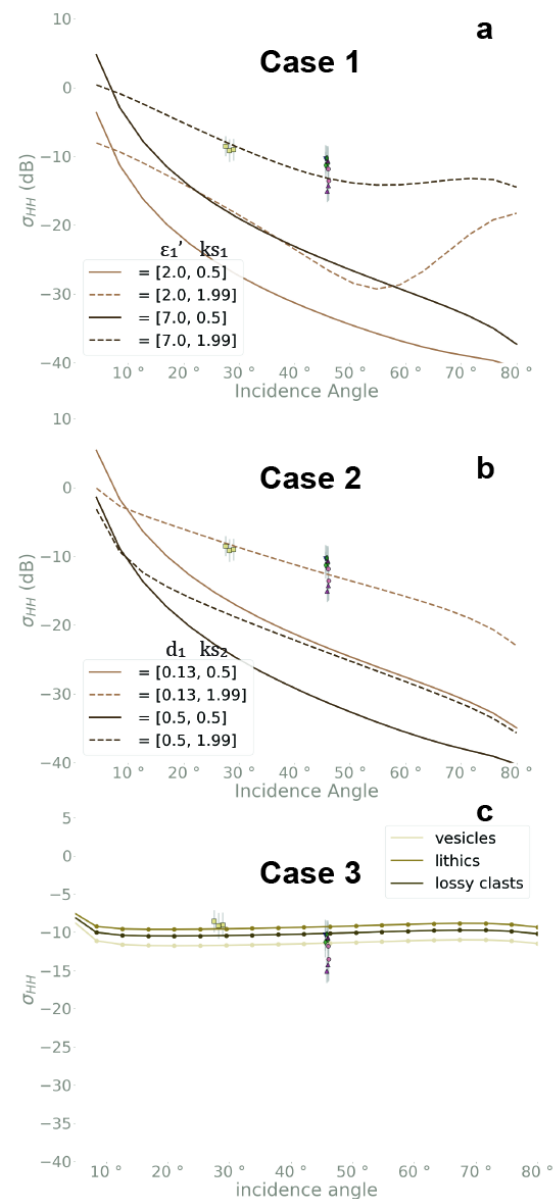 a
Case 1
10
0
−10
−20
−30
−40
σHH (dB)
ε₁' ks₁
= [2.0, 0.5]
= [2.0, 1.99]
= [7.0, 0.5]
= [7.0, 1.99]
10 ° 20 ° 30 ° 40 ° 50 ° 60 ° 70 ° 80 °
Incidence Angle
b
Case 2
10
0
−10
−20
−30
−40
σHH (dB)
d₁ ks₂
= [0.13, 0.5]
= [0.13, 1.99]
= [0.5, 0.5]
= [0.5, 1.99]
10 ° 20 ° 30 ° 40 ° 50 ° 60 ° 70 ° 80 °
Incidence Angle
c
Case 3
vesicles
lithics
lossy clasts
5
0
−5
−10
−15
−20
−25
−30
−35
−40
σHH
10 ° 20 ° 30 ° 40 ° 50 ° 60 ° 70 ° 80 °
incidence angle